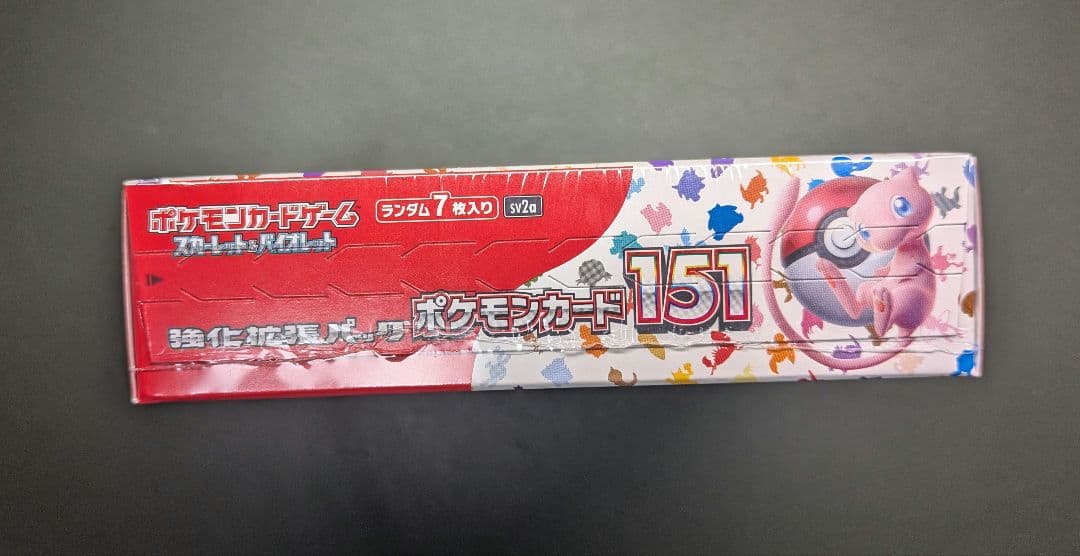 ポケモンカードゲーム
スカーレット&バイオレット
ランダム7枚入り
SV2a
強化拡張パック
ポケモンカード151